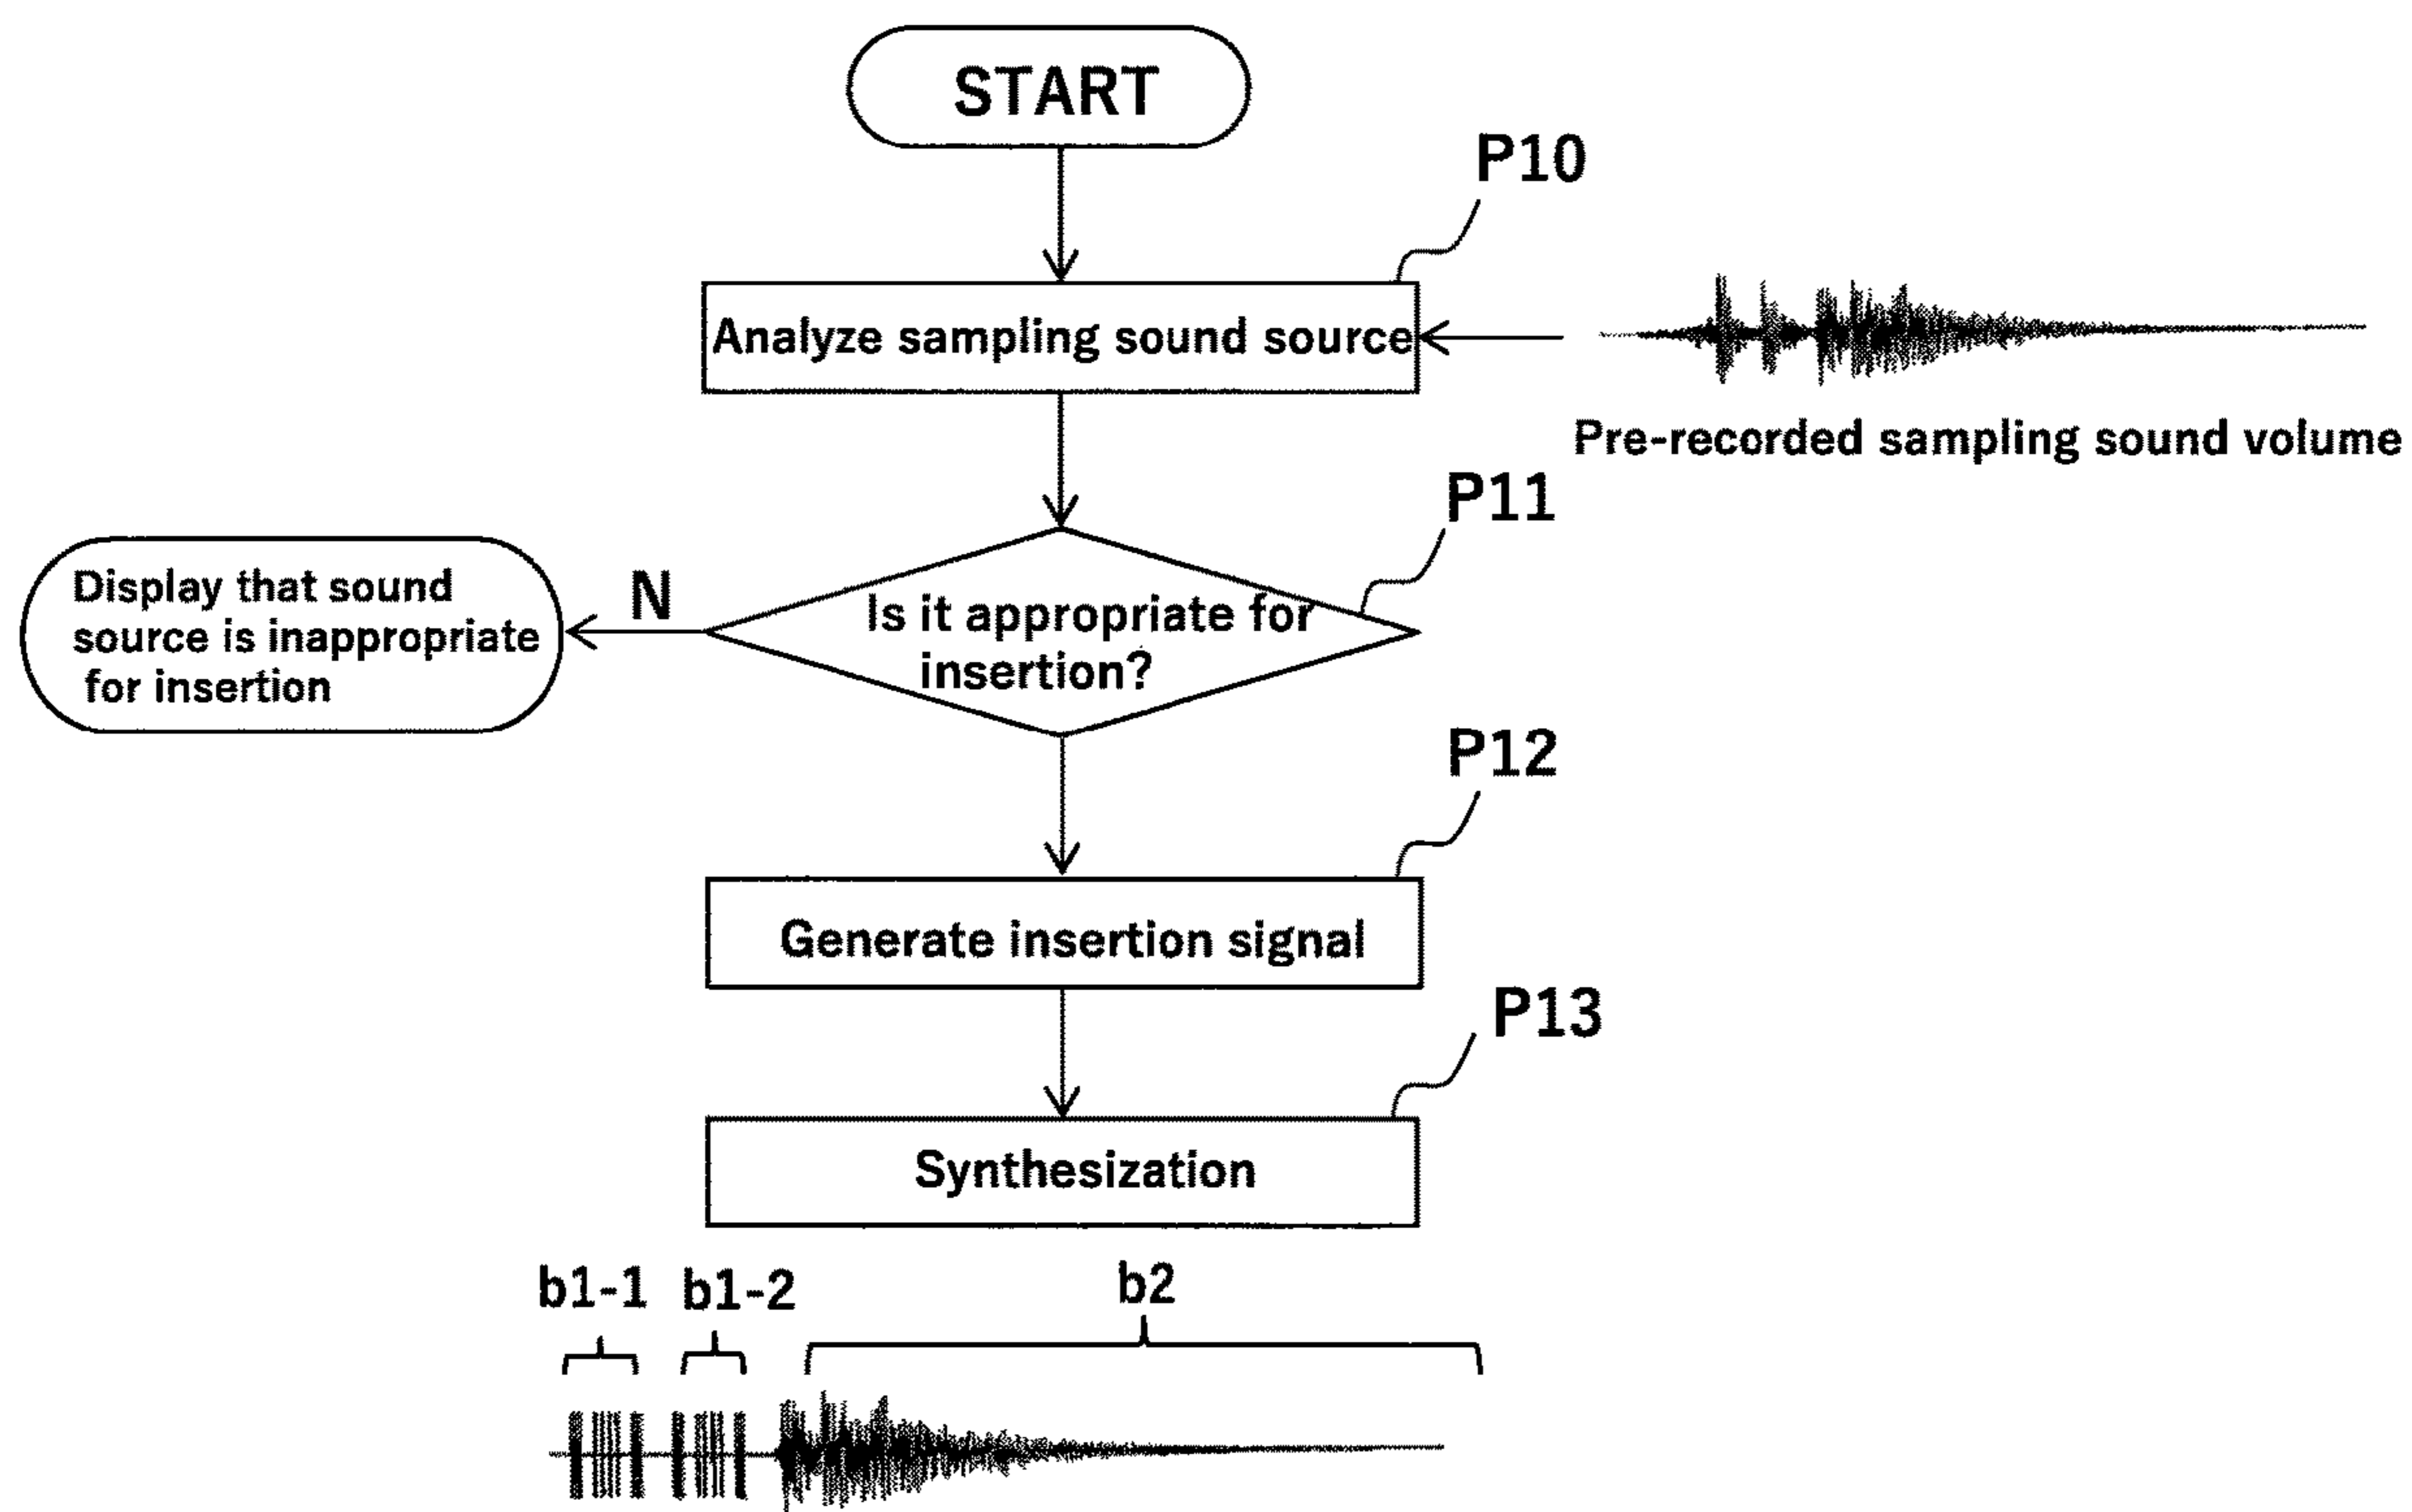 START
P10
Analyze sampling sound source
Pre-recorded sampling sound volume
P11
Display that sound
source is inappropriate
for insertion
N
Is it appropriate for
insertion?
P12
Generate insertion signal
P13
Synthesization
b1-1
b1-2
b2